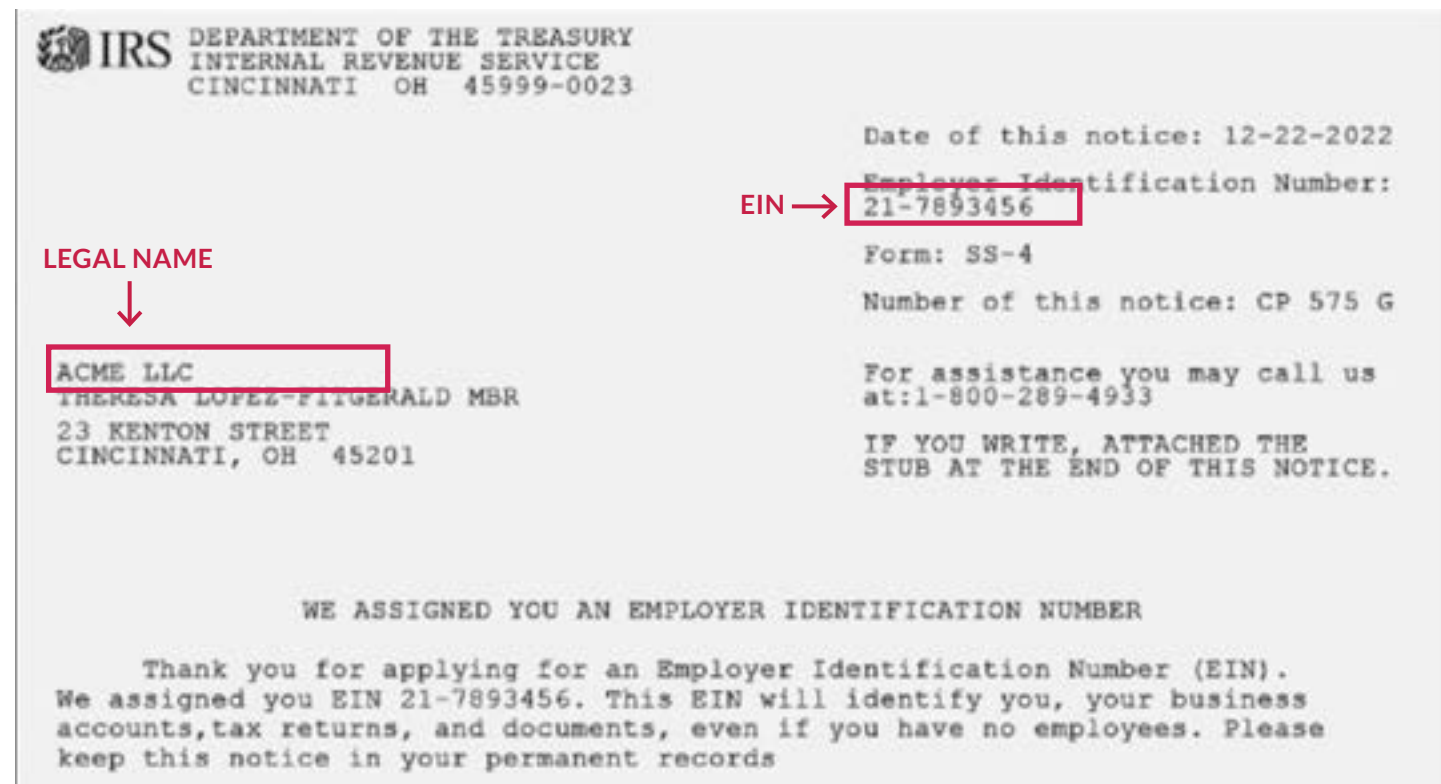 IRS DEPARTMENT OF THE TREASURY
INTERNAL REVENUE SERVICE
CINCINNATI OH 45999-0023
Date of this notice: 12-22-2022
Employer Identification Number:
EIN
21-7893456
LEGAL NAME
Form: SS-4
Number of this notice: CP 575 G
ACME LLC
THERESA LOPEZ-FITGERALD MBR
23 KENTON STREET
CINCINNATI, OH 45201
For assistance you may call us
at:1-800-289-4933
IF YOU WRITE, ATTACHED THE
STUB AT THE END OF THIS NOTICE.
WE ASSIGNED YOU AN EMPLOYER IDENTIFICATION NUMBER
Thank you for applying for an Employer Identification Number (EIN).
We assigned you EIN 21-7893456. This EIN will identify you, your business
accounts,tax returns, and documents, even if you have no employees. Please
keep this notice in your permanent records